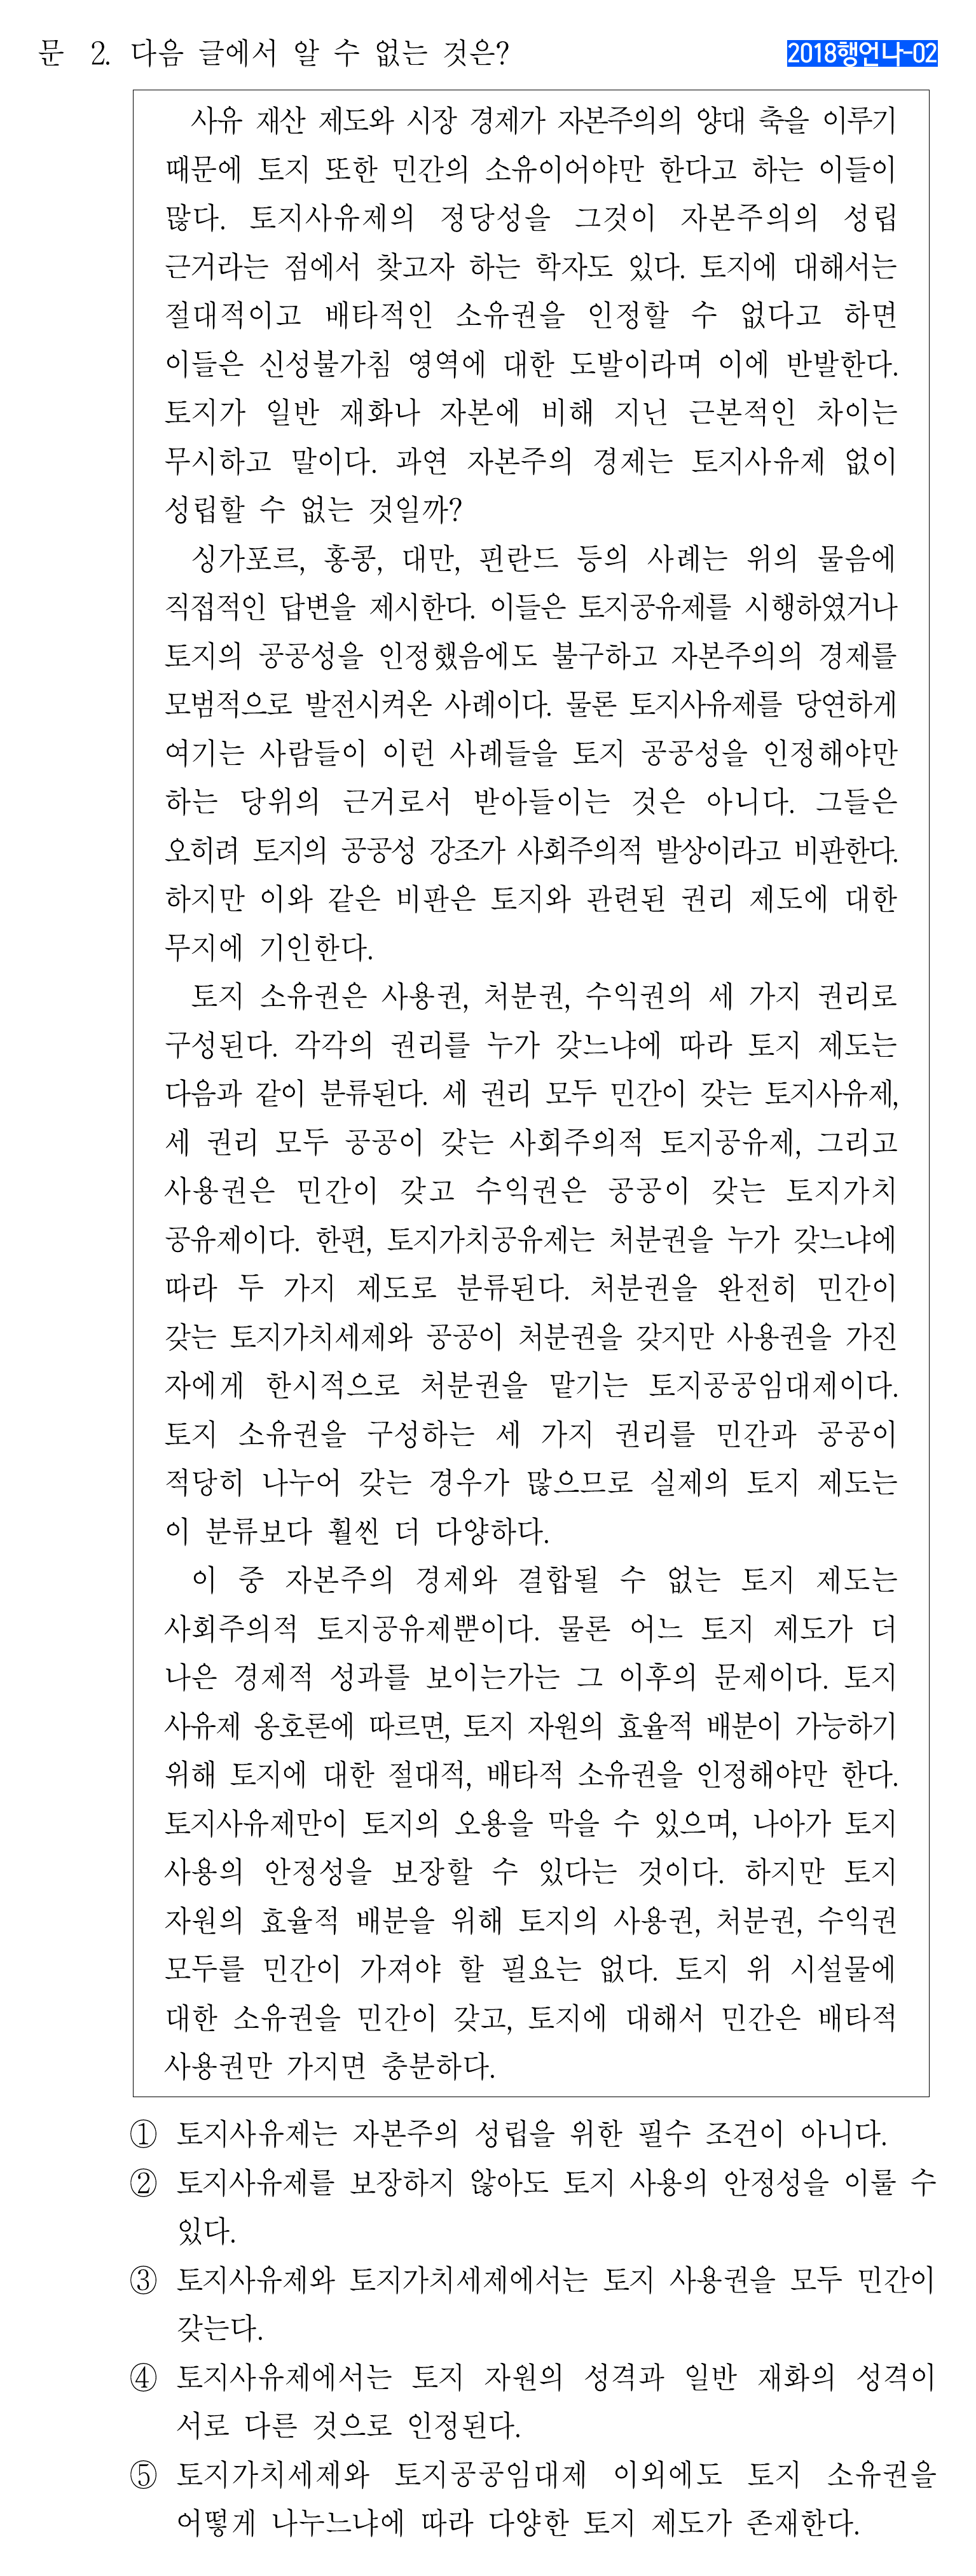 문 2. 다음 글에서 알 수 없는 것은?
2018행언나-02
사유 재산 제도와 시장 경제가 자본주의의 양대 축을 이루기
때문에 토지 또한 민간의 소유이어야만 한다고 하는 이들이
많다. 토지사유제의 정당성을 그것이 자본주의의 성립
근거라는 점에서 찾고자 하는 학자도 있다. 토지에 대해서는
절대적이고 배타적인 소유권을 인정할 수 없다고 하면
이들은 신성불가침 영역에 대한 도발이라며 이에 반발한다.
토지가 일반 재화나 자본에 비해 지닌 근본적인 차이는
무시하고 말이다. 과연 자본주의 경제는 토지사유제 없이
성립할 수 없는 것일까?
싱가포르, 홍콩, 대만, 핀란드 등의 사례는 위의 물음에
직접적인 답변을 제시한다. 이들은 토지공유제를 시행하였거나
토지의 공공성을 인정했음에도 불구하고 자본주의의 경제를
모범적으로 발전시켜온 사례이다. 물론 토지사유제를 당연하게
여기는 사람들이 이런 사례들을 토지 공공성을 인정해야만
하는 당위의 근거로서 받아들이는 것은 아니다. 그들은
오히려 토지의 공공성 강조가 사회주의적 발상이라고 비판한다.
하지만 이와 같은 비판은 토지와 관련된 권리 제도에 대한
무지에 기인한다.
토지 소유권은 사용권, 처분권, 수익권의 세 가지 권리로
구성된다. 각각의 권리를 누가 갖느냐에 따라 토지 제도는
다음과 같이 분류된다. 세 권리 모두 민간이 갖는 토지사유제,
세 권리 모두 공공이 갖는 사회주의적 토지공유제, 그리고
사용권은 민간이 갖고 수익권은 공공이 갖는 토지가치
공유제이다. 한편, 토지가치공유제는 처분권을 누가 갖느냐에
따라 두 가지 제도로 분류된다. 처분권을 완전히 민간이
갖는 토지가치세제와 공공이 처분권을 갖지만 사용권을 가진
자에게 한시적으로 처분권을 맡기는 토지공공임대제이다.
토지 소유권을 구성하는 세 가지 권리를 민간과 공공이
적당히 나누어 갖는 경우가 많으므로 실제의 토지 제도는
이 분류보다 훨씬 더 다양하다.
이 중 자본주의 경제와 결합될 수 없는 토지 제도는
사회주의적 토지공유제뿐이다. 물론 어느 토지 제도가 더
나은 경제적 성과를 보이는가는 그 이후의 문제이다. 토지
사유제 옹호론에 따르면, 토지 자원의 효율적 배분이 가능하기
위해 토지에 대한 절대적, 배타적 소유권을 인정해야만 한다.
토지사유제만이 토지의 오용을 막을 수 있으며, 나아가 토지
사용의 안정성을 보장할 수 있다는 것이다. 하지만 토지
자원의 효율적 배분을 위해 토지의 사용권, 처분권, 수익권
모두를 민간이 가져야 할 필요는 없다. 토지 위 시설물에
대한 소유권을 민간이 갖고, 토지에 대해서 민간은 배타적
사용권만 가지면 충분하다.
① 토지사유제는 자본주의 성립을 위한 필수 조건이 아니다.
② 토지사유제를 보장하지 않아도 토지 사용의 안정성을 이룰 수
있다.
③ 토지사유제와 토지가치세제에서는 토지 사용권을 모두 민간이
갖는다.
④ 토지사유제에서는 토지 자원의 성격과 일반 재화의 성격이
서로 다른 것으로 인정된다.
⑤ 토지가치세제와 토지공공임대제 이외에도 토지 소유권을
어떻게 나누느냐에 따라 다양한 토지 제도가 존재한다.